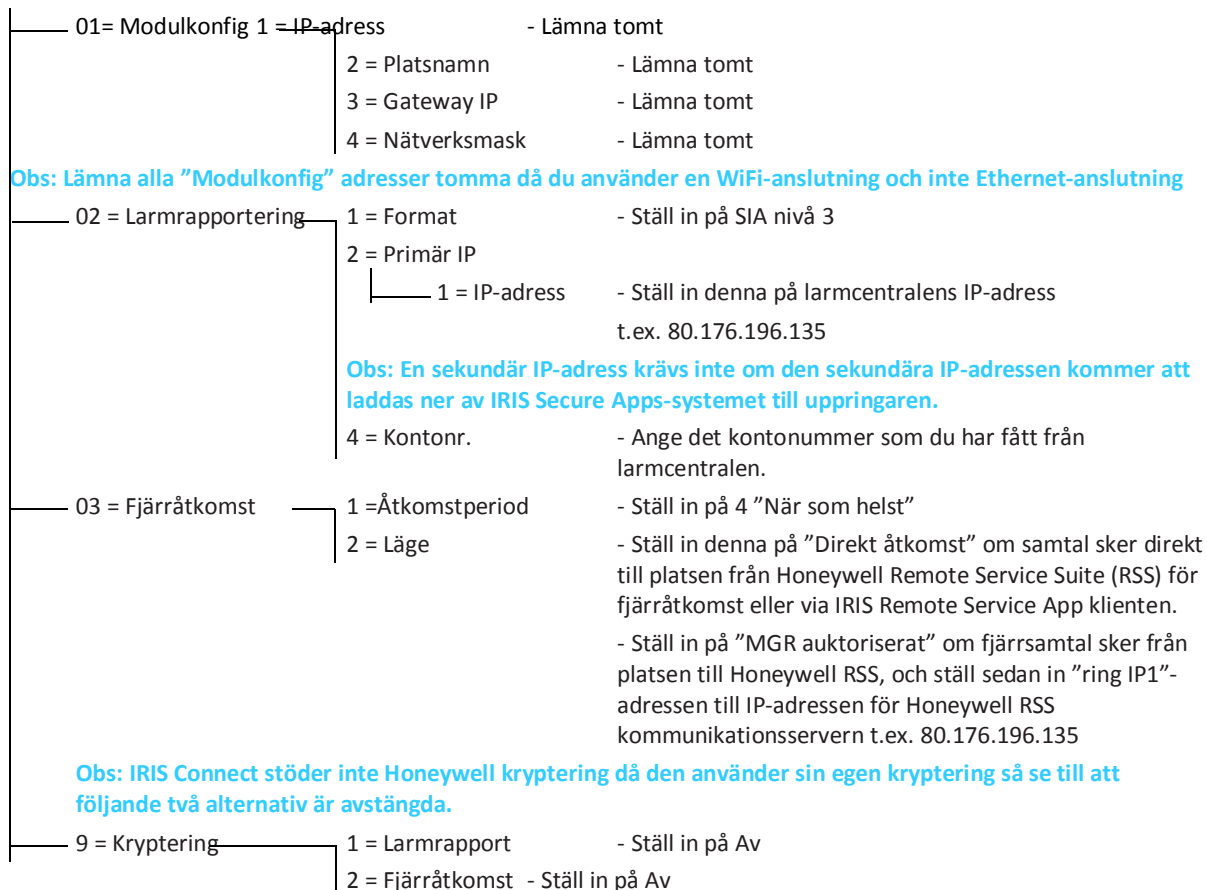 01= Modulkonfig 1 = IP-adress - Lämna tomt
2 = Platsnamn - Lämna tomt
3 = Gateway IP - Lämna tomt
4 = Nätverksmask - Lämna tomt
Obs: Lämna alla ”Modulkonfig” adresser tomma då du använder en WiFi-anslutning och inte Ethernet-anslutning
02 = Larmrapportering 1 = Format - Ställ in på SIA nivå 3
2 = Primär IP
1 = IP-adress - Ställ in denna på larmcentralens IP-adress
t.ex. 80.176.196.135
Obs: En sekundär IP-adress krävs inte om den sekundära IP-adressen kommer att
laddas ner av IRIS Secure Apps-systemet till uppringaren.
4 = Kontonr. - Ange det kontonummer som du har fått från
larmcentralen.
03 = Fjärråtkomst 1 =Åtkomstperiod - Ställ in på 4 ”När som helst”
2 = Läge - Ställ in denna på ”Direkt åtkomst” om samtal sker direkt
till platsen från Honeywell Remote Service Suite (RSS) för
fjärråtkomst eller via IRIS Remote Service App klienten.
- Ställ in på ”MGR auktoriserat” om fjärrsamtal sker från
platsen till Honeywell RSS, och ställ sedan in ”ring IP1”-
adressen till IP-adressen för Honeywell RSS
kommunikationsservern t.ex. 80.176.196.135
Obs: IRIS Connect stöder inte Honeywell kryptering då den använder sin egen kryptering så se till att
följande två alternativ är avstängda.
9 = Kryptering 1 = Larmrapport - Ställ in på Av
2 = Fjärråtkomst - Ställ in på Av